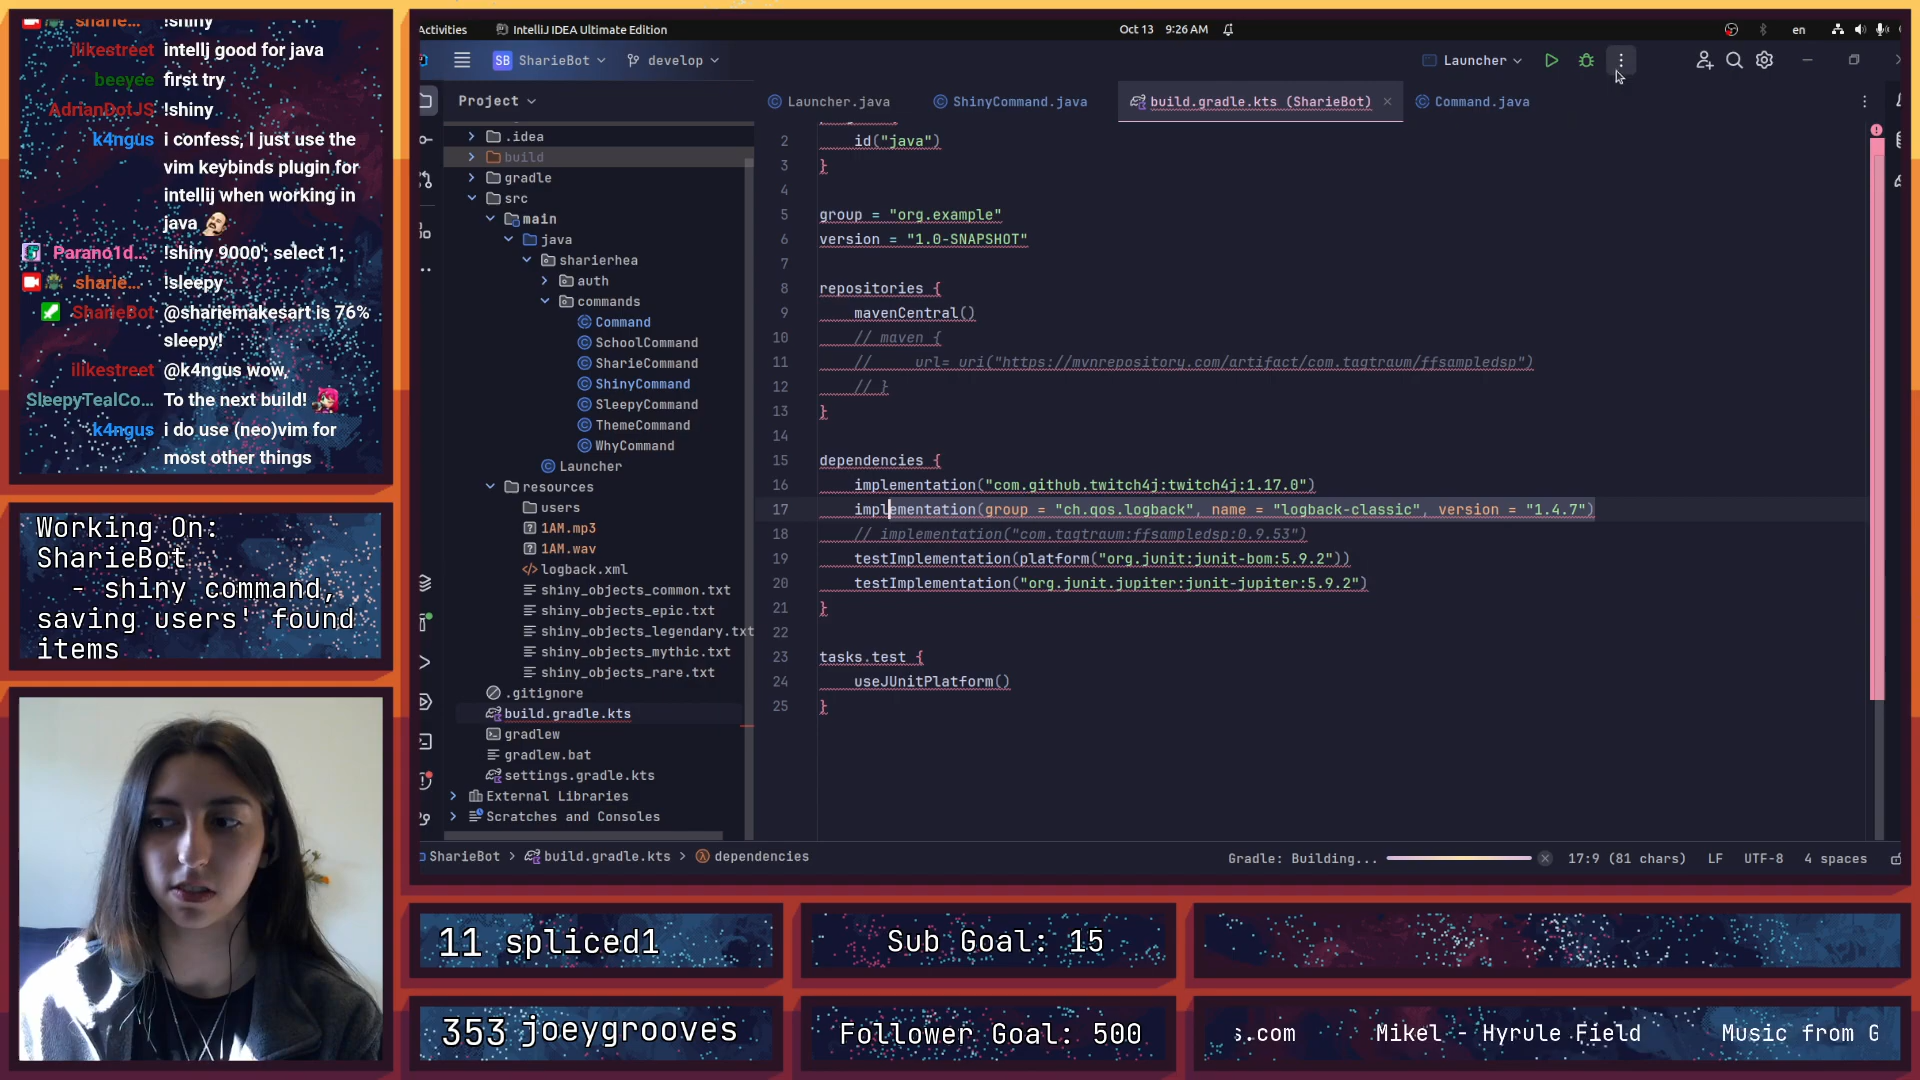 sharie... !shiny
ilikestreet intellj good for java
beeyee first try
AdrianDotJS !shiny
k4ngus i confess, I just use the
vim keybinds plugin for
intellij when working in
java
Parano1d... !shiny 9000'; select 1;
sharie... !sleepy
SharieBot @shariemakesart is 76%
sleepy!
ilikestreet @k4ngus wow,
SleepyTealCo... To the next build!
k4ngus i do use (neo)vim for
most other things
Working On:
SharieBot
- shiny command,
saving users' found
items
Activities IntelliJ IDEA Ultimate Edition Oct 13 9:26 AM en
SB SharieBot develop Launcher
Project Launcher.java ShinyCommand.java build.gradle.kts (SharieBot) Command.java
.idea
build
gradle
src
main
java
sharierhea
auth
commands
Command
SchoolCommand
SharieCommand
ShinyCommand
SleepyCommand
ThemeCommand
WhyCommand
Launcher
resources
users
1AM.mp3
1AM.wav
logback.xml
shiny_objects_common.txt
shiny_objects_epic.txt
shiny_objects_legendary.txt
shiny_objects_mythic.txt
shiny_objects_rare.txt
.gitignore
build.gradle.kts
gradlew
gradlew.bat
settings.gradle.kts
External Libraries
Scratches and Consoles
2 id("java")
3 }
4
5 group = "org.example"
6 version = "1.0-SNAPSHOT"
7
8 repositories {
9 mavenCentral()
10 // maven {
11 // url= uri("https://mvnrepository.com/artifact/com.tagtraum/ffsampledsp")
12 // }
13 }
14
15 dependencies {
16 implementation("com.github.twitch4j:twitch4j:1.17.0")
17 implementation(group = "ch.qos.logback", name = "logback-classic", version = "1.4.7")
18 // implementation("com.tagtraum:ffsampledsp:0.9.53")
19 testImplementation(platform("org.junit:junit-bom:5.9.2"))
20 testImplementation("org.junit.jupiter:junit-jupiter:5.9.2")
21 }
22
23 tasks.test {
24 useJUnitPlatform()
25 }
SharieBot > build.gradle.kts > dependencies Gradle: Building... 17:9 (81 chars) LF UTF-8 4 spaces
11 spliced1
Sub Goal: 15
353 joeygrooves
Follower Goal: 500
s.com Mikel - Hyrule Field Music from G